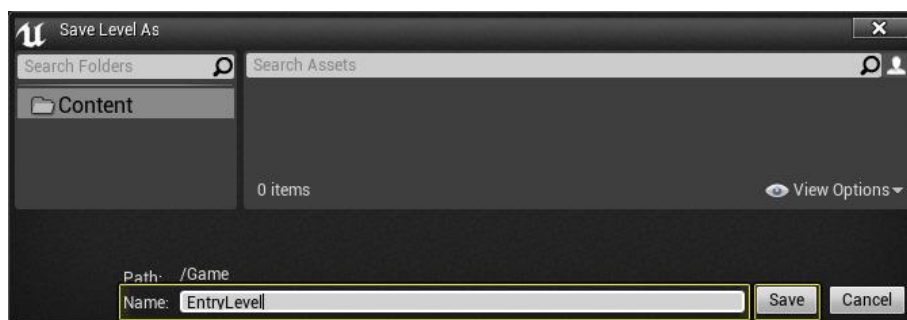 Save Level As
Search Folders
Search Assets
Content
0 items
View Options
Path: /Game
Name: EntryLevel
Save
Cancel